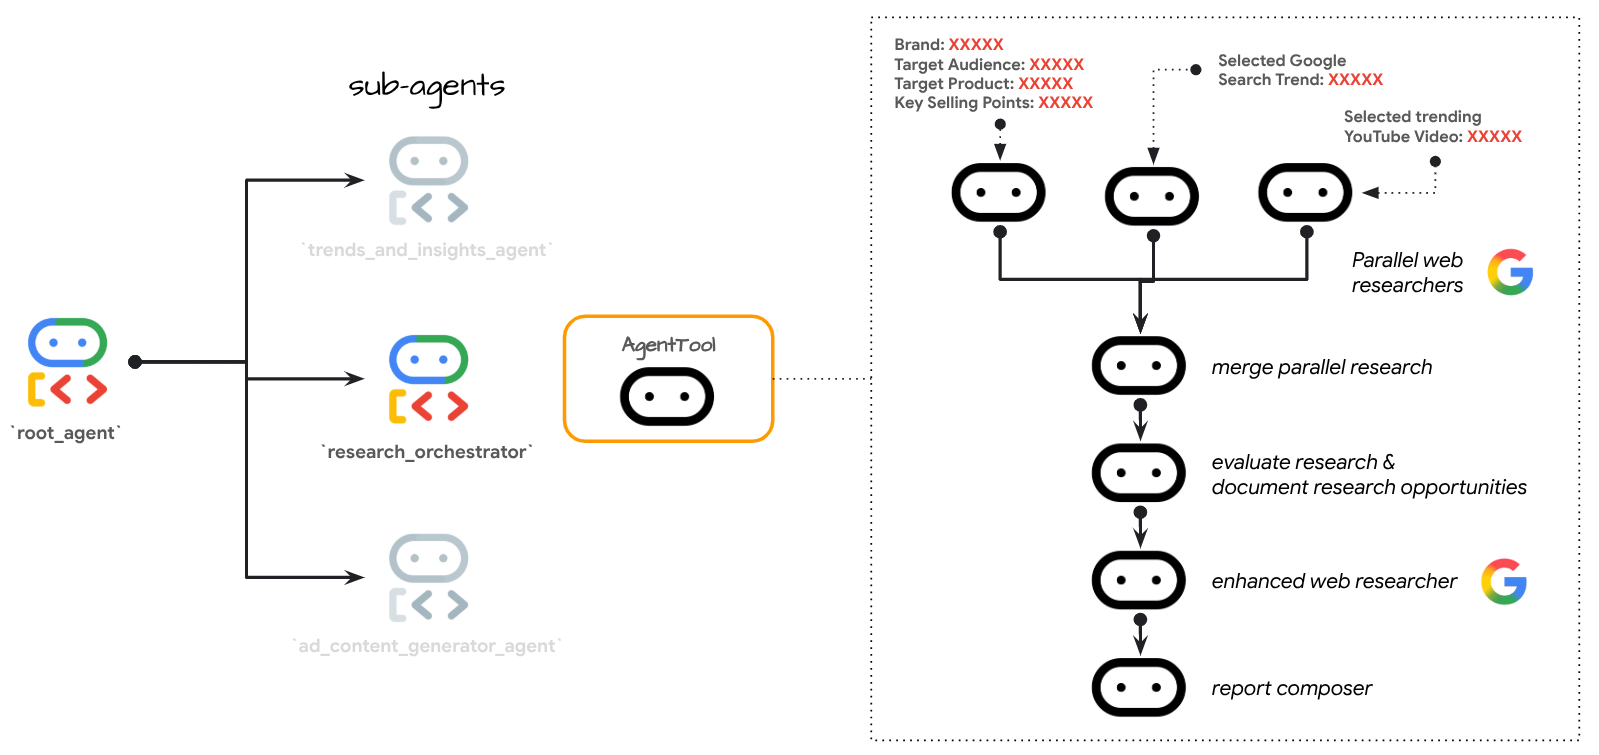 sub-agents
`trends_and_insights_agent`
`root_agent`
`research_orchestrator`
`ad_content_generator_agent`
AgentTool
Brand: XXXXX
Target Audience: XXXXX
Target Product: XXXXX
Key Selling Points: XXXXX
Selected Google
Search Trend: XXXXX
Selected trending
YouTube Video: XXXXX
Parallel web
researchers
merge parallel research
evaluate research &
document research opportunities
enhanced web researcher
report composer